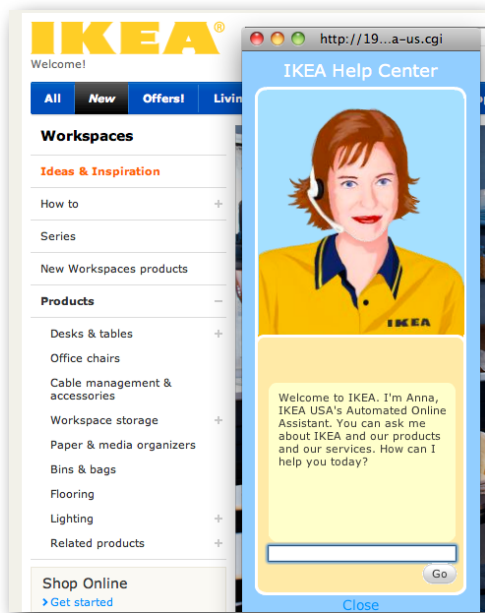 IKEA®
Welcome!
All New Offers!
Workspaces
Ideas & Inspiration
How to +
Series
New Workspaces products
Products −
Desks & tables +
Office chairs
Cable management &
accessories
Workspace storage +
Paper & media organizers
Bins & bags
Flooring
Lighting +
Related products +
Shop Online
Get started
http://19...a-us.cgi
IKEA Help Center
IKEA
Welcome to IKEA. I'm Anna,
IKEA USA's Automated Online
Assistant. You can ask me
about IKEA and our products
and our services. How can I
help you today?
Go
Close